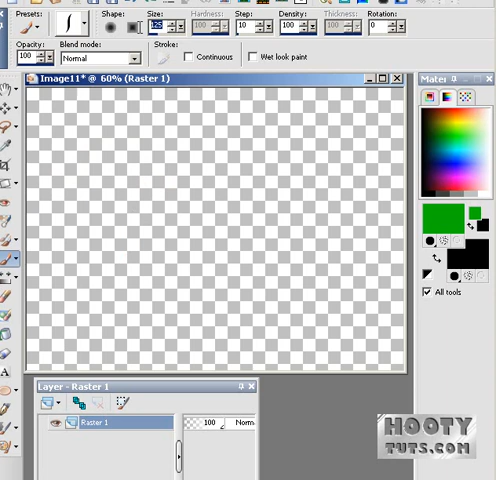 Presets: Shape: Size: Hardness: Step: Density: Thickness: Rotation:
125 100 10 100 100 0
Opacity: Blend mode: Stroke:
100 Normal Continuous Wet look paint
Image11* @ 60% (Raster 1)
Mater
All tools
A
Layer - Raster 1
Raster 1 100 Norm
HOOTY
TUTS.COM